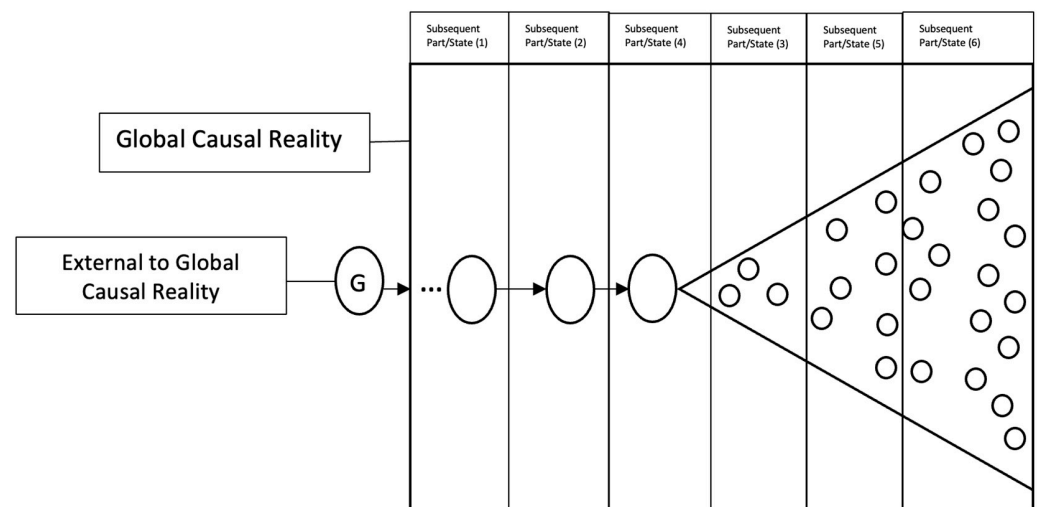 Subsequent
Part/State (1)
Subsequent
Part/State (2)
Subsequent
Part/State (4)
Subsequent
Part/State (3)
Subsequent
Part/State (5)
Subsequent
Part/State (6)
Global Causal Reality
External to Global
Causal Reality
G
...